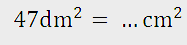 47dm² = ...cm²